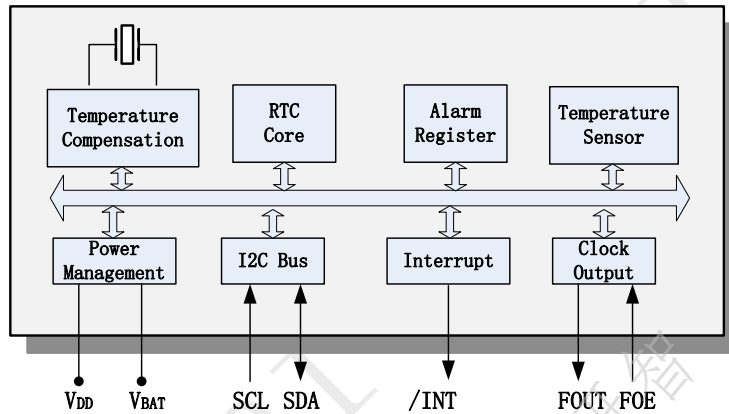 Temperature
Compensation
RTC
Core
Alarm
Register
Temperature
Sensor
Power
Management
I2C Bus
Interrupt
Clock
Output
VDD VBAT SCL SDA /INT FOUT FOE